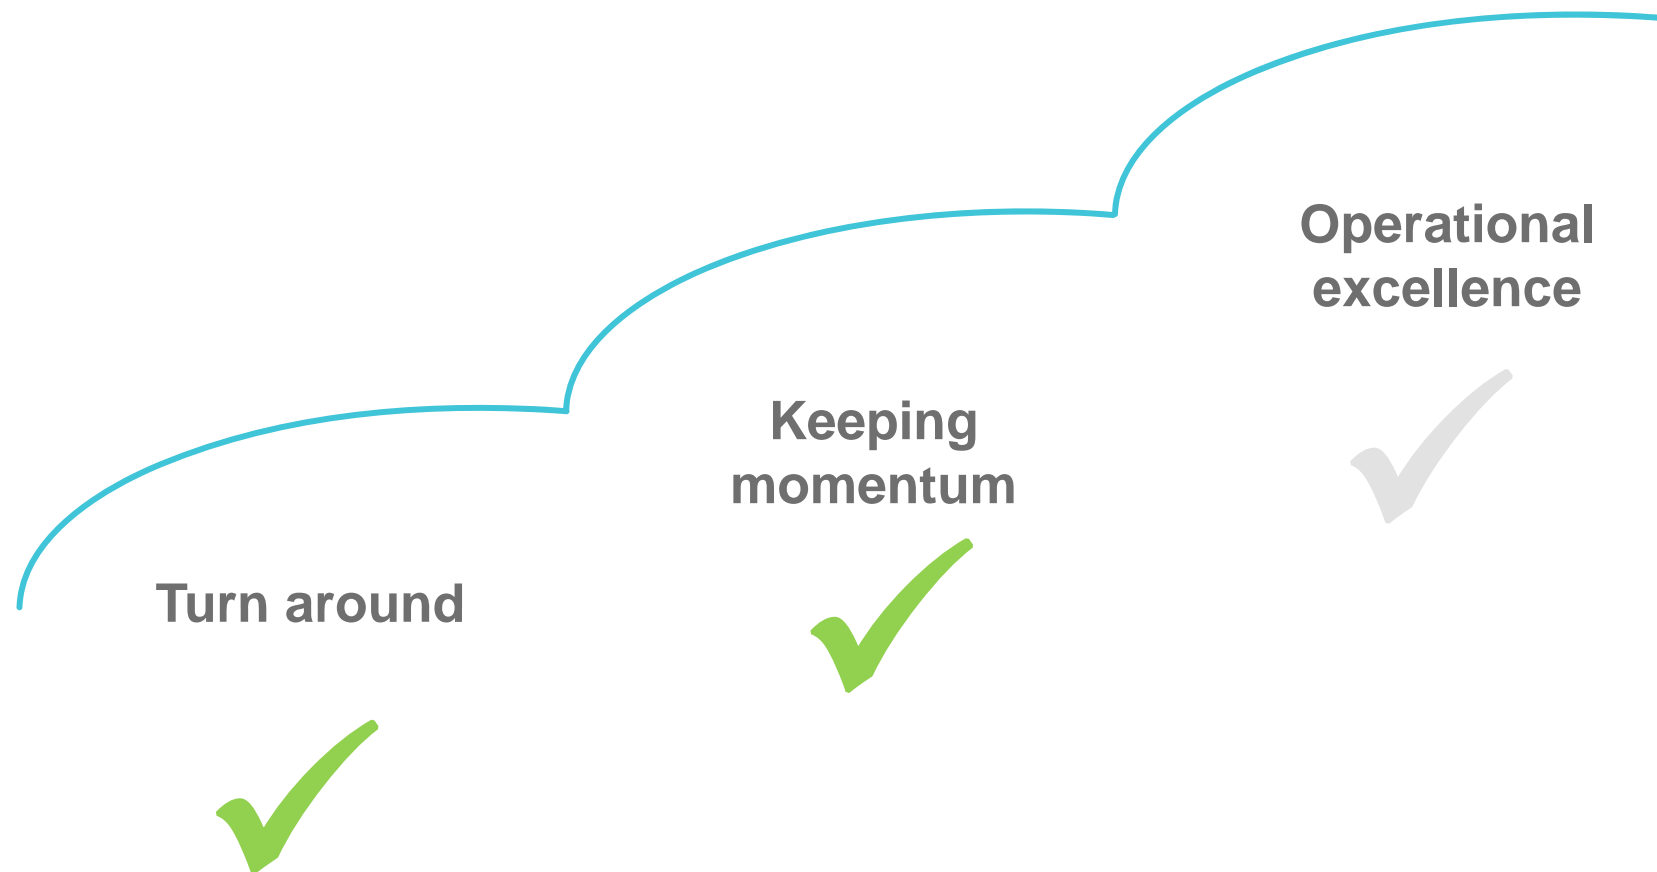 Operational
excellence
Keeping
momentum
Turn around